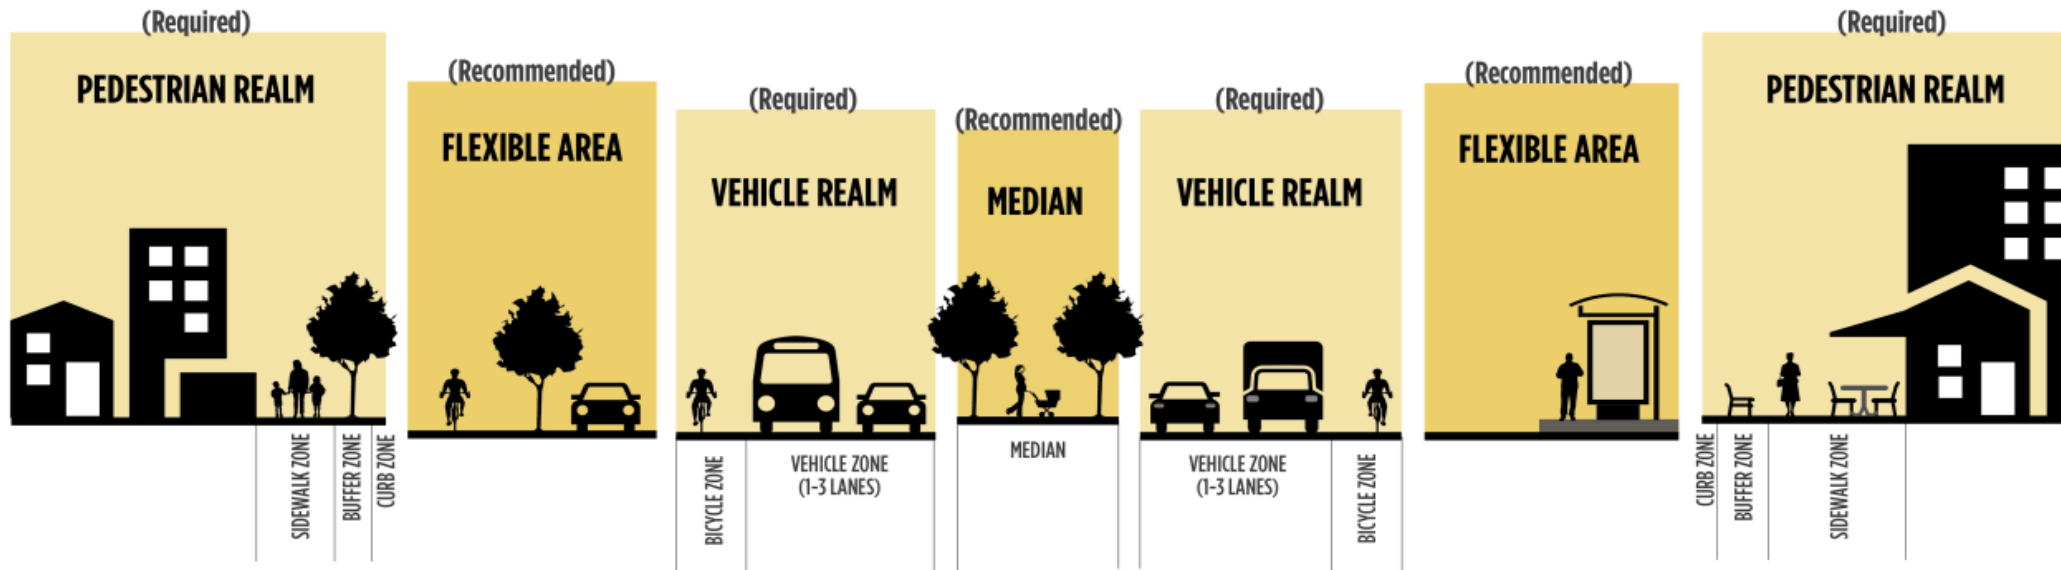 (Required)
PEDESTRIAN REALM
SIDEWALK ZONE
BUFFER ZONE
CURB ZONE
(Recommended)
FLEXIBLE AREA
(Required)
VEHICLE REALM
BICYCLE ZONE
VEHICLE ZONE
(1-3 LANES)
(Recommended)
MEDIAN
MEDIAN
(Required)
VEHICLE REALM
VEHICLE ZONE
(1-3 LANES)
BICYCLE ZONE
(Recommended)
FLEXIBLE AREA
(Required)
PEDESTRIAN REALM
CURB ZONE
BUFFER ZONE
SIDEWALK ZONE